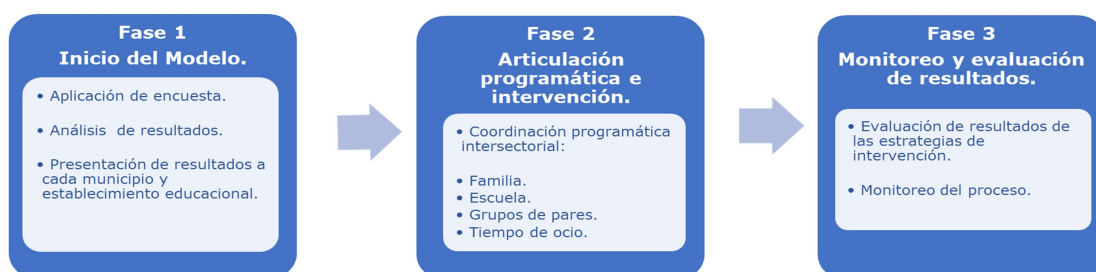 Fase 1
Inicio del Modelo.
• Aplicación de encuesta.
• Análisis de resultados.
• Presentación de resultados a
cada municipio y
establecimiento educacional.
Fase 2
Articulación
programática e
intervención.
• Coordinación programática
intersectorial:
• Familia.
• Escuela.
• Grupos de pares.
• Tiempo de ocio.
Fase 3
Monitoreo y evaluación
de resultados.
• Evaluación de resultados de
las estrategias de
intervención.
• Monitoreo del proceso.